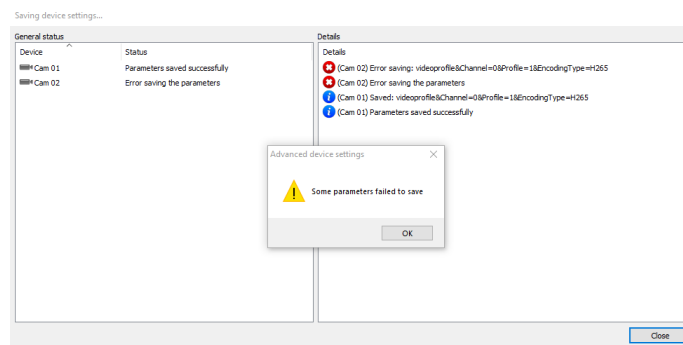 Saving device settings...
General status
Device
Status
Cam 01
Parameters saved successfully
Cam 02
Error saving the parameters
Details
Details
(Cam 02) Error saving: videoprofile&Channel=0&Profile=1&EncodingType=H265
(Cam 02) Error saving the parameters
(Cam 01) Saved: videoprofile&Channel=0&Profile=1&EncodingType=H265
(Cam 01) Parameters saved successfully
Advanced device settings
Some parameters failed to save
OK
Close